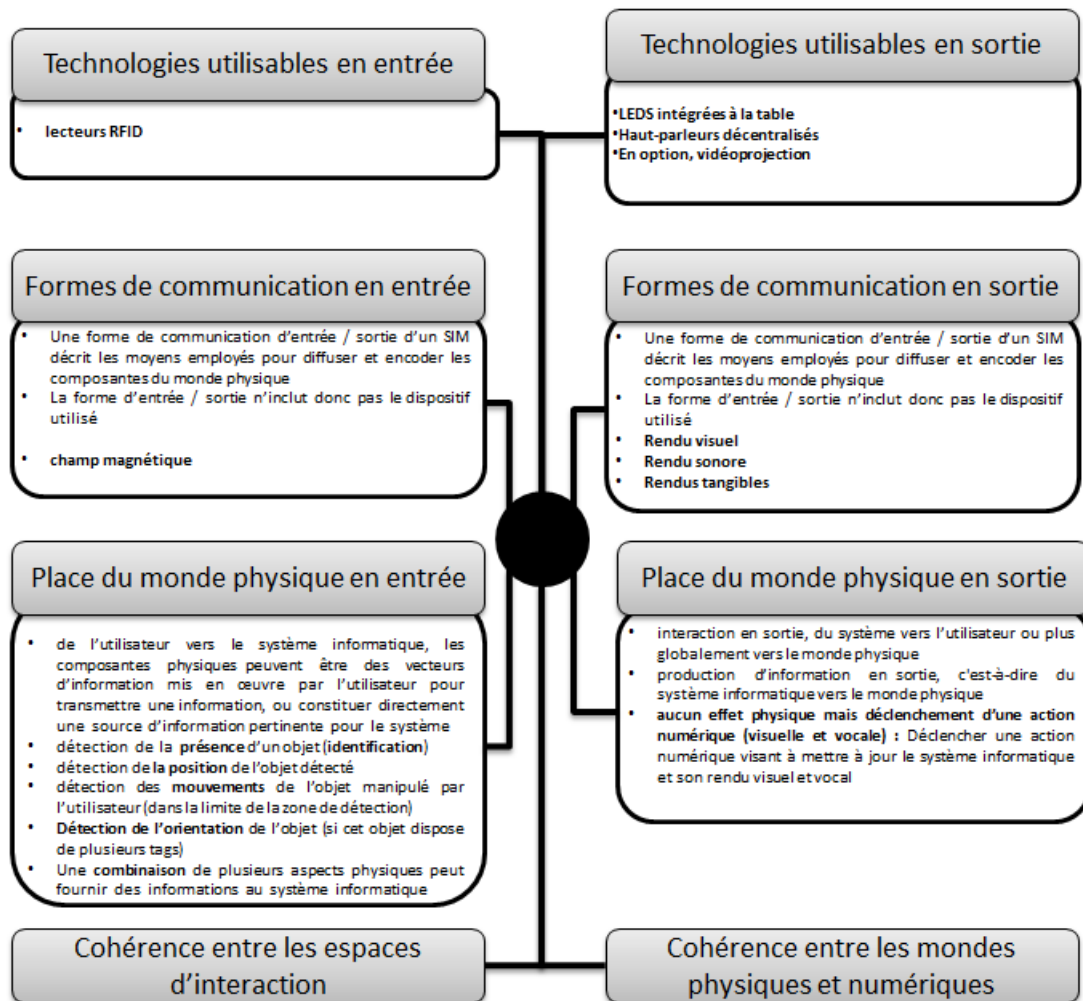 Technologies utilisables en entrée
• lecteurs RFID
Technologies utilisables en sortie
•LEDS intégrées à la table
•Haut-parleurs décentralisés
•En option, vidéoprojection
Formes de communication en entrée
• Une forme de communication d'entrée / sortie d'un SIM
décrit les moyens employés pour diffuser et encoder les
composantes du monde physique
• La forme d'entrée / sortie n'inclut donc pas le dispositif
utilisé
• champ magnétique
Formes de communication en sortie
• Une forme de communication d'entrée / sortie d'un SIM
décrit les moyens employés pour diffuser et encoder les
composantes du monde physique
• La forme d'entrée / sortie n'inclut donc pas le dispositif
utilisé
• Rendu visuel
• Rendu sonore
• Rendus tangibles
Place du monde physique en entrée
• de l'utilisateur vers le système informatique, les
composantes physiques peuvent être des vecteurs
d'information mis en œuvre par l'utilisateur pour
transmettre une information, ou constituer directement
une source d'information pertinente pour le système
• détection de la présence d'un objet (identification)
• détection de la position de l'objet détecté
• détection des mouvements de l'objet manipulé par
l'utilisateur (dans la limite de la zone de détection)
• Détection de l'orientation de l'objet (si cet objet dispose
de plusieurs tags)
• Une combinaison de plusieurs aspects physiques peut
fournir des informations au système informatique
Place du monde physique en sortie
• interaction en sortie, du système vers l'utilisateur ou plus
globalement vers le monde physique
• production d'information en sortie, c'est-à-dire du
système informatique vers le monde physique
• aucun effet physique mais déclenchement d'une action
numérique (visuelle et vocale) : Déclencher une action
numérique visant à mettre à jour le système informatique
et son rendu visuel et vocal
Cohérence entre les espaces
d'interaction
Cohérence entre les mondes
physiques et numériques